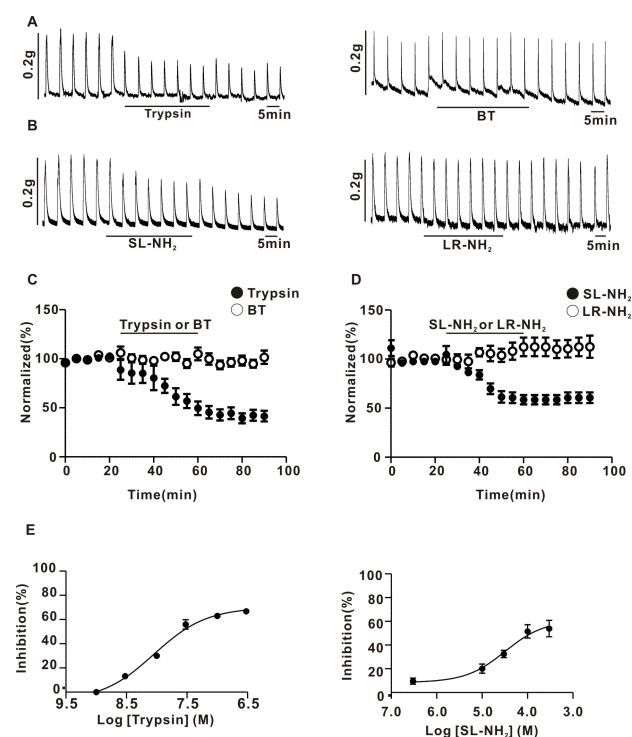 A
0.2g
Trypsin
5min
0.2g
BT
5min
B
0.2g
SL-NH₂
5min
0.2g
LR-NH₂
5min
C
Trypsin
BT
Trypsin or BT
Normalized(%)
150
100
50
0
0 20 40 60 80 100
Time(min)
D
SL-NH₂
LR-NH₂
SL-NH₂ or LR-NH₂
Normalized(%)
150
100
50
0
0 20 40 60 80 100
Time(min)
E
Inhibition(%)
100
80
60
40
20
0
9.5 8.5 7.5 6.5
Log [Trypsin] (M)
Inhibition(%)
100
80
60
40
20
0
7.0 6.0 5.0 4.0 3.0
Log [SL-NH₂] (M)